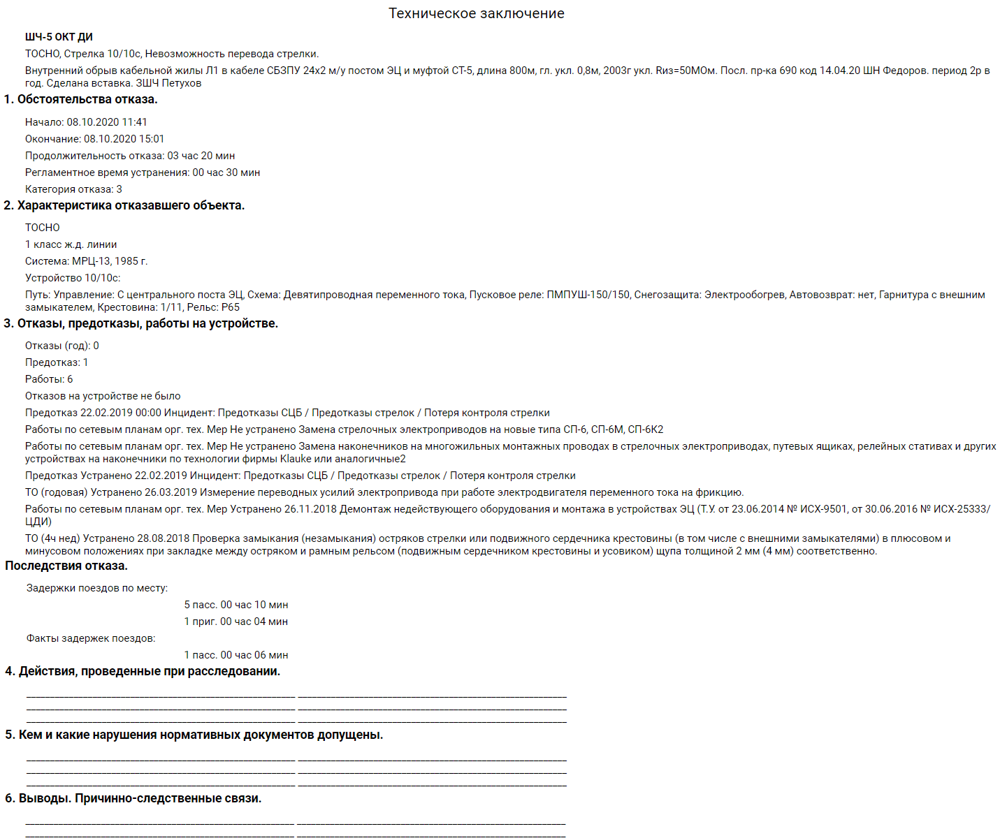 Техническое заключение
ШЧ-5 ОКТ ДИ
ТОСНО, Стрелка 10/10с, Невозможность перевода стрелки.
Внутренний обрыв кабельной жилы Л1 в кабеле СБЗПУ 24х2 м/у постом ЭЦ и муфтой СТ-5, длина 800м, гл. укл. 0,8м, 2003г укл. Rиз=50МОм. Посл. пр-ка 690 код 14.04.20 ШН Федоров. период 2р в
год. Сделана вставка. ЗШЧ Петухов
1. Обстоятельства отказа.
Начало: 08.10.2020 11:41
Окончание: 08.10.2020 15:01
Продолжительность отказа: 03 час 20 мин
Регламентное время устранения: 00 час 30 мин
Категория отказа: 3
2. Характеристика отказавшего объекта.
ТОСНО
1 класс ж.д. линии
Система: МРЦ-13, 1985 г.
Устройство 10/10с:
Путь: Управление: С центрального поста ЭЦ, Схема: Девятипроводная переменного тока, Пусковое реле: ПМПУШ-150/150, Снегозащита: Электрообогрев, Автовозврат: нет, Гарнитура с внешним
замыкателем, Крестовина: 1/11, Рельс: Р65
3. Отказы, предотказы, работы на устройстве.
Отказы (год): 0
Предотказ: 1
Работы: 6
Отказов на устройстве не было
Предотказ 22.02.2019 00:00 Инцидент: Предотказы СЦБ / Предотказы стрелок / Потеря контроля стрелки
Работы по сетевым планам орг. тех. Мер Не устранено Замена стрелочных электроприводов на новые типа СП-6, СП-6М, СП-6К2
Работы по сетевым планам орг. тех. Мер Не устранено Замена наконечников на многожильных монтажных проводах в стрелочных электроприводах, путевых ящиках, релейных стативах и других
устройствах на наконечники по технологии фирмы Klauke или аналогичные2
Предотказ Устранено 22.02.2019 Инцидент: Предотказы СЦБ / Предотказы стрелок / Потеря контроля стрелки
ТО (годовая) Устранено 26.03.2019 Измерение переводных усилий электропривода при работе электродвигателя переменного тока на фрикцию.
Работы по сетевым планам орг. тех. Мер Устранено 26.11.2018 Демонтаж недействующего оборудования и монтажа в устройствах ЭЦ (Т.У. от 23.06.2014 № ИСХ-9501, от 30.06.2016 № ИСХ-25333/
ЦДИ)
ТО (4ч нед) Устранено 28.08.2018 Проверка замыкания (незамыкания) остряков стрелки или подвижного сердечника крестовины (в том числе с внешними замыкателями) в плюсовом и
минусовом положениях при закладке между остряком и рамным рельсом (подвижным сердечником крестовины и усовиком) щупа толщиной 2 мм (4 мм) соответственно.
Последствия отказа.
Задержки поездов по месту:
5 пасс. 00 час 10 мин
1 приг. 00 час 04 мин
Факты задержек поездов:
1 пасс. 00 час 06 мин
4. Действия, проведенные при расследовании.
5. Кем и какие нарушения нормативных документов допущены.
6. Выводы. Причинно-следственные связи.